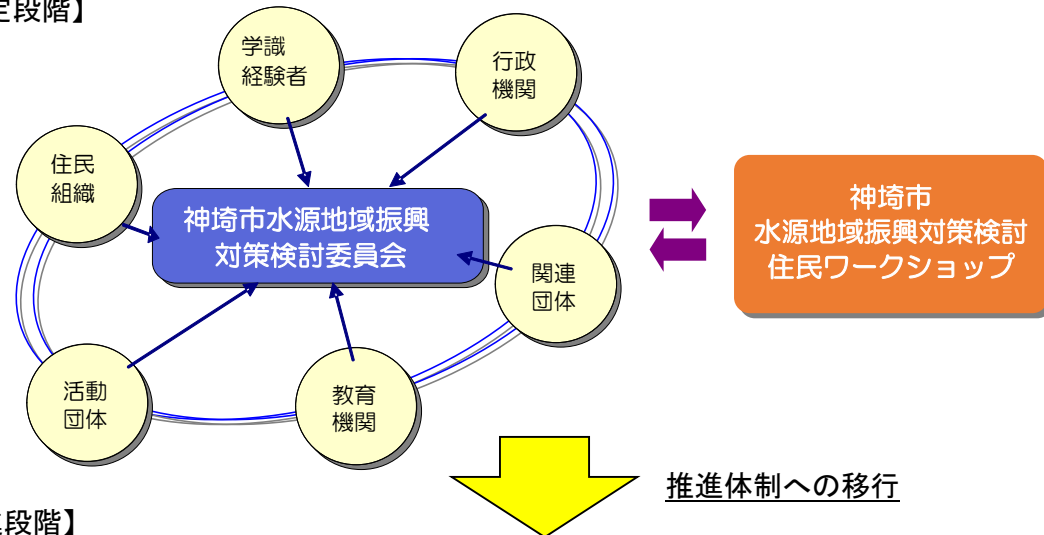 定段階】
学識
経験者
行政
機関
住民
組織
神埼市水源地域振興
対策検討委員会
関連
団体
活動
団体
教育
機関
神埼市
水源地域振興対策検討
住民ワークショップ
推進体制への移行
段階】